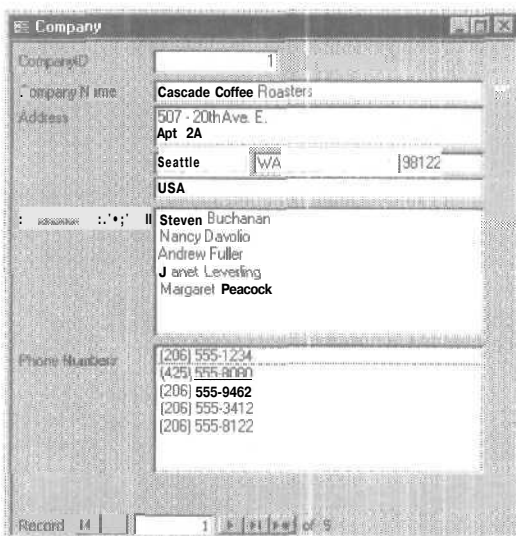 Company
CompanyID 1
Company Name Cascade Coffee Roasters
Address 507 - 20th Ave. E.
Apt 2A
Seattle WA 98122
USA
Steven Buchanan
Nancy Davolio
Andrew Fuller
Janet Leverling
Margaret Peacock
Phone Numbers (206) 555-1234
(425) 555-8080
(206) 555-9462
(206) 555-3412
(206) 555-8122
Record 1 of 5